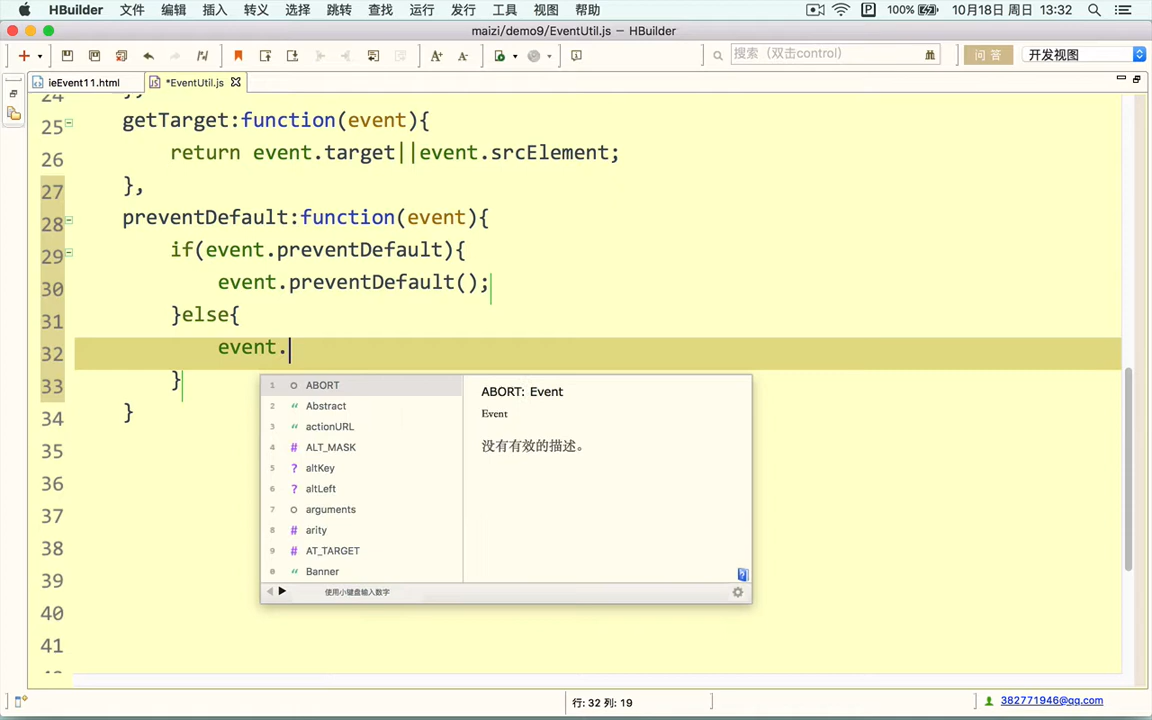 HBuilder 文件 编辑 插入 转义 选择 跳转 查找 运行 发行 工具 视图 帮助 P 100% 10月18日 周日 13:32
maizi/demo9/EventUtil.js — HBuilder
A+ A- 搜索（双击control） 问 答 开发视图
ieEvent11.html *EventUtil.js
24 },
25 getTarget:function(event){
26 return event.target||event.srcElement;
27 },
28 preventDefault:function(event){
29 if(event.preventDefault){
30 event.preventDefault();
31 }else{
32 event.
33 }
34 }
35
36
37
38
39
40
41
1 ABORT
2 Abstract
3 actionURL
4 # ALT_MASK
5 ? altKey
6 ? altLeft
7 arguments
8 # arity
9 # AT_TARGET
0 Banner
使用小键盘输入数字
ABORT: Event
Event
没有有效的描述。
行: 32 列: 19
382771946@qq.com